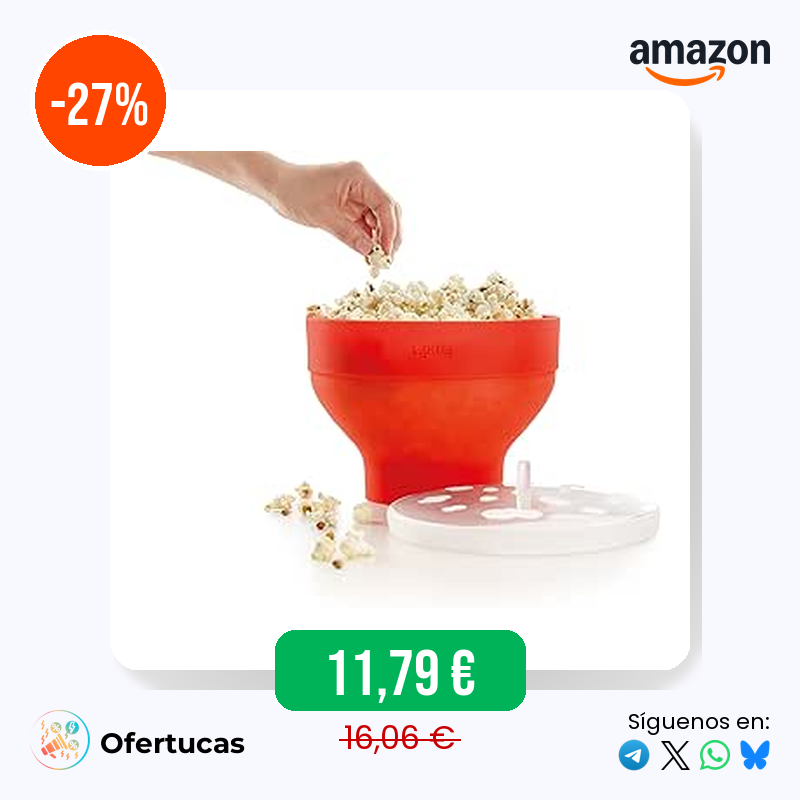 -27%
amazon
11,79 €
16,06 €
Ofertucas
Síguenos en: